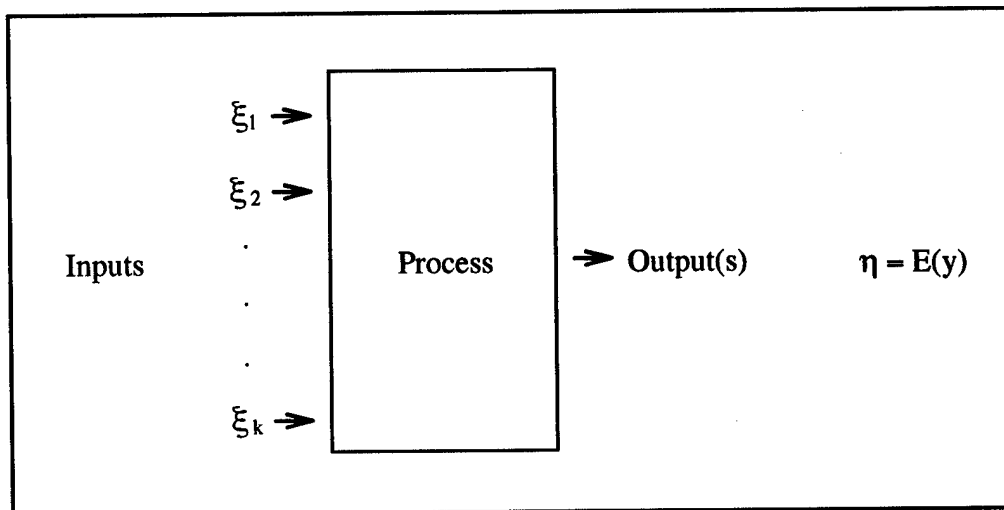 ξ1
ξ2
.
Inputs Process Output(s) η = E(y)
.
.
ξk